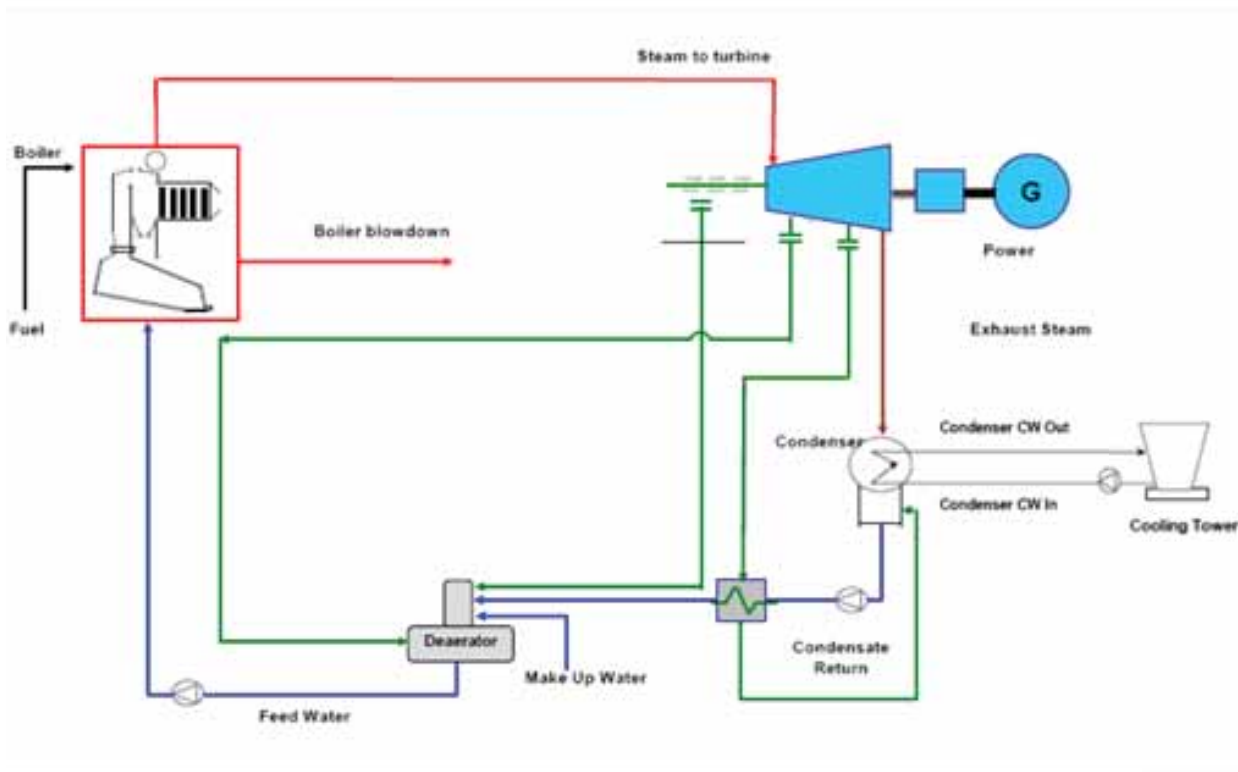 Steam to turbine
Boiler
G
Boiler blowdown
Power
Fuel
Exhaust Steam
Condenser CW Out
Condenser
Condenser CW In
Cooling Tower
Deaerator
Condensate
Return
Make Up Water
Feed Water